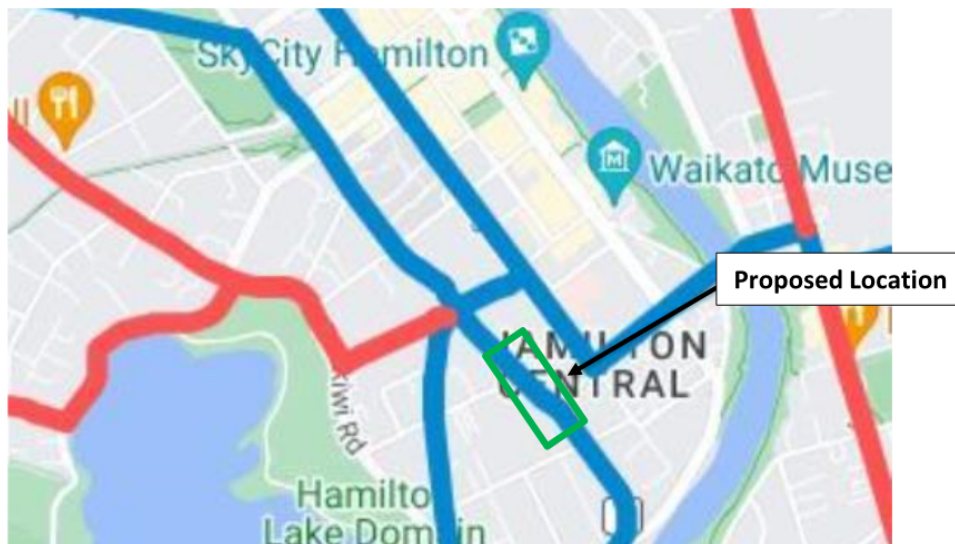 SkyCity Hamilton
Waikato Muse
Proposed Location
HAMILTON
CENTRAL
Kiwi Rd
Hamilto
Lake Domain